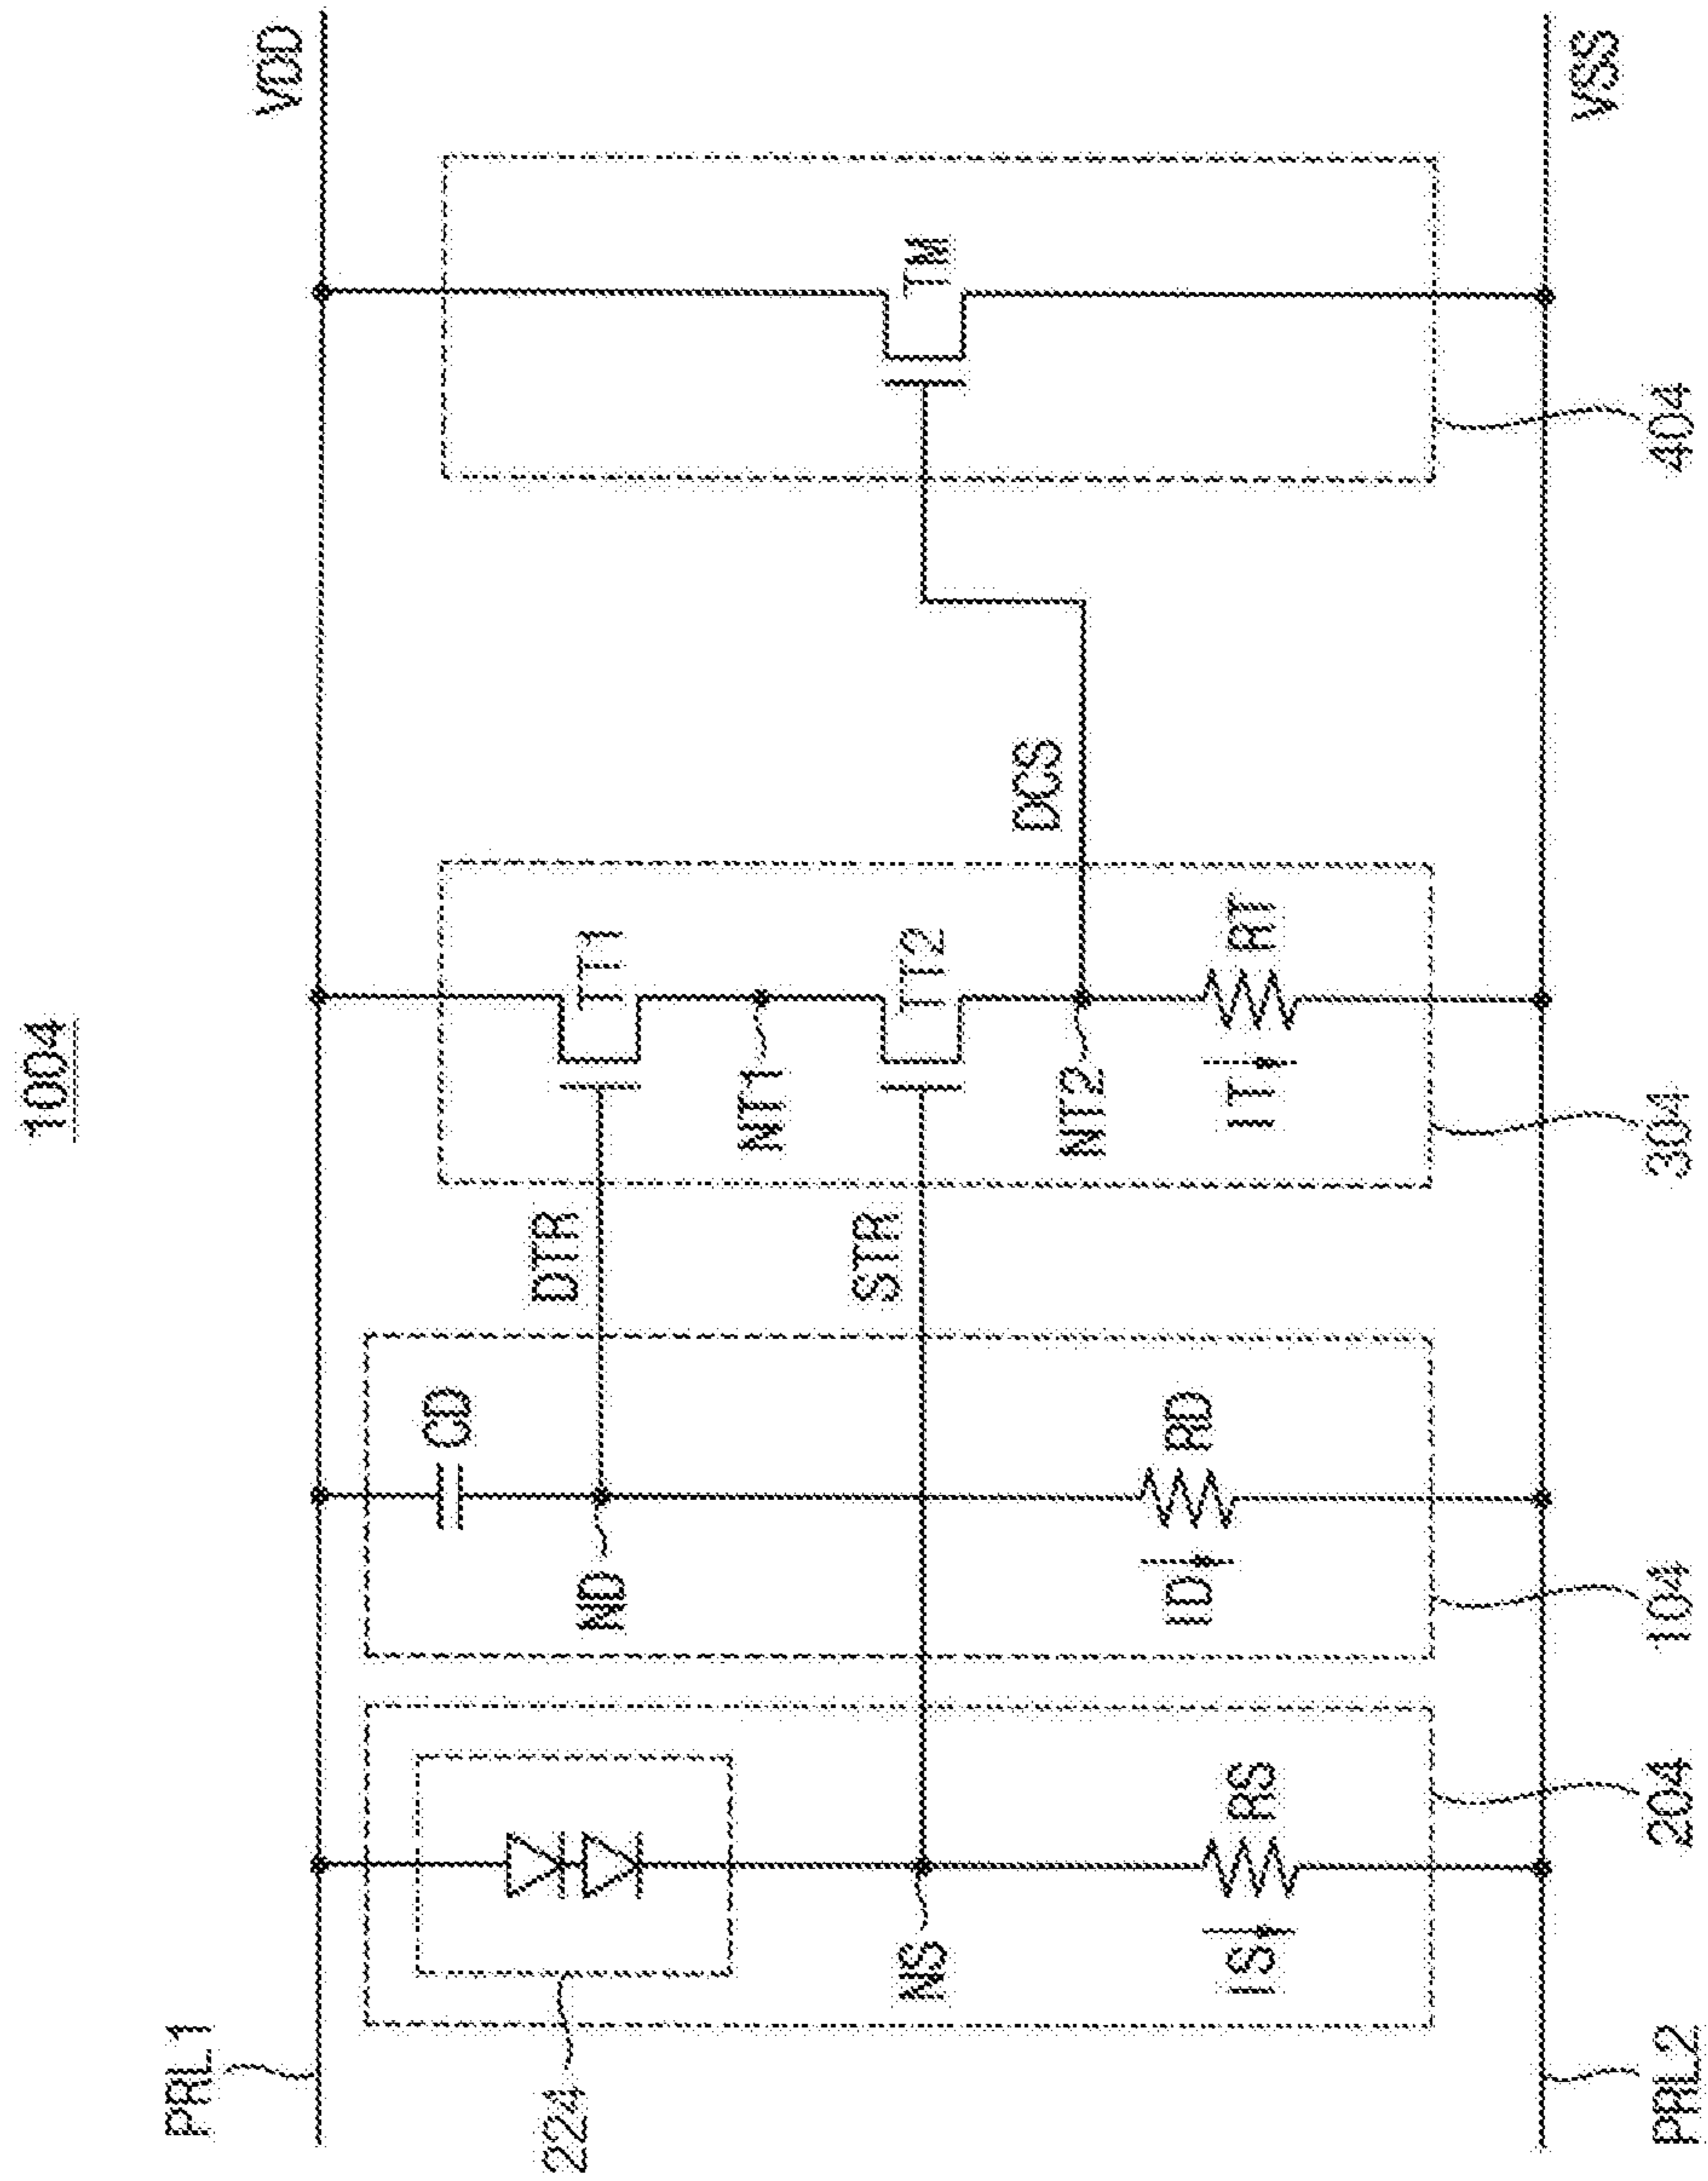 1004
PRL1
VDD
224
CD
TT1
ND
DTR
NT1
TM
NS
STR
TT2
DCS
NT2
IS
RS
ID
RD
IT
RT
PRL2
204
104
304
404
VSS